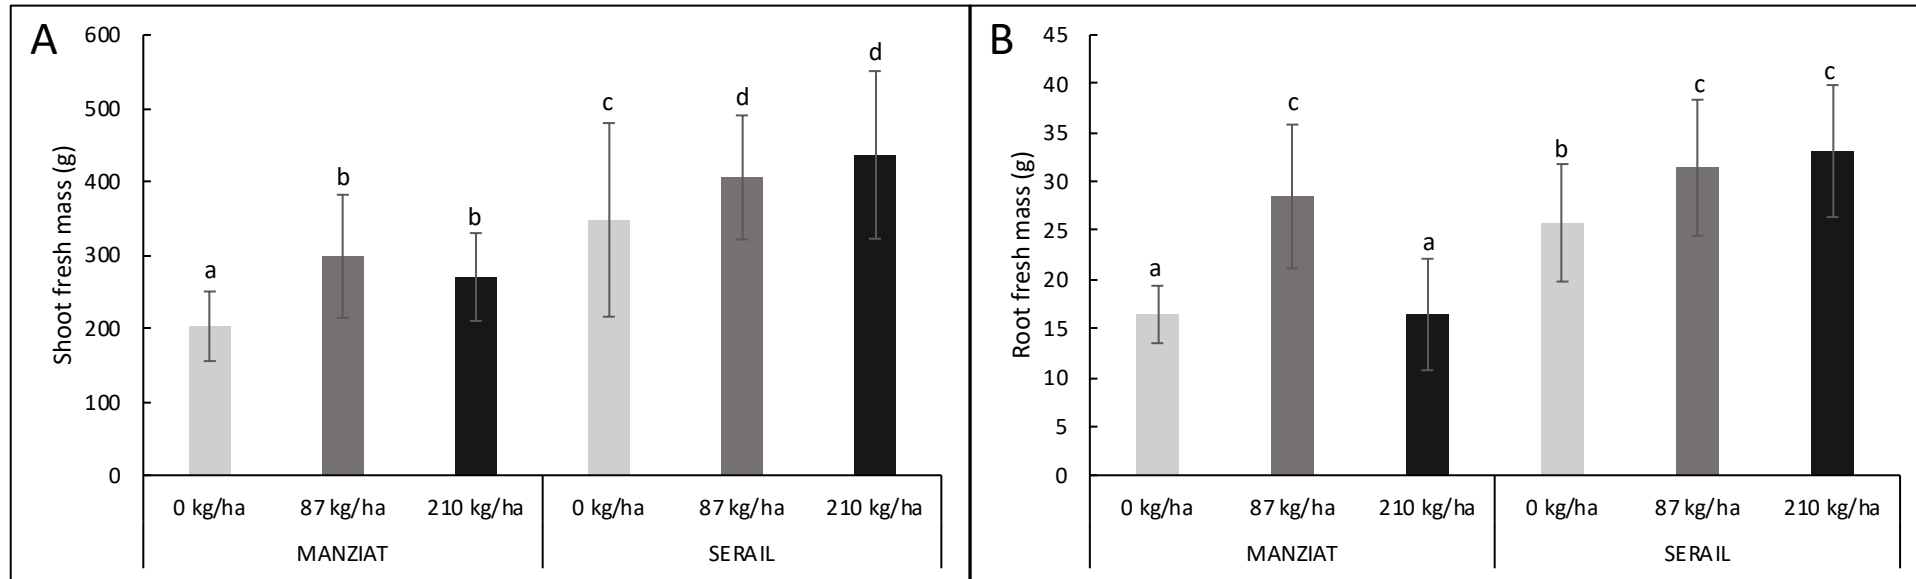 A
Shoot fresh mass (g)
600
500
400
300
200
100
0
a
b
b
c
d
d
0 kg/ha
87 kg/ha
210 kg/ha
0 kg/ha
87 kg/ha
210 kg/ha
MANZIAT
SERAIL
B
Root fresh mass (g)
45
40
35
30
25
20
15
10
5
0
a
c
a
b
c
c
0 kg/ha
87 kg/ha
210 kg/ha
0 kg/ha
87 kg/ha
210 kg/ha
MANZIAT
SERAIL